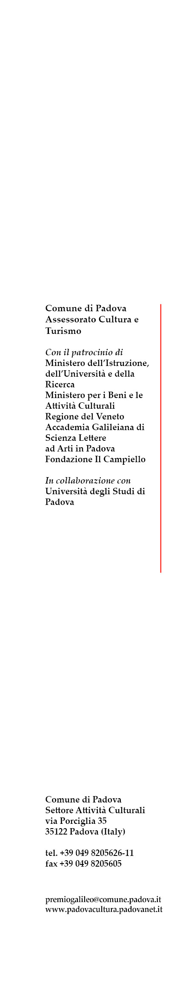 Comune di Padova
Assessorato Cultura e
Turismo
Con il patrocinio di
Ministero dell’Istruzione,
dell’Università e della
Ricerca
Ministero per i Beni e le
Attività Culturali
Regione del Veneto
Accademia Galileiana di
Scienza Lettere
ad Arti in Padova
Fondazione Il Campiello
In collaborazione con
Università degli Studi di
Padova
Comune di Padova
Settore Attività Culturali
via Porciglia 35
35122 Padova (Italy)
tel. +39 049 8205626-11
fax +39 049 8205605
premiogalileo@comune.padova.it
www.padovacultura.padovanet.it